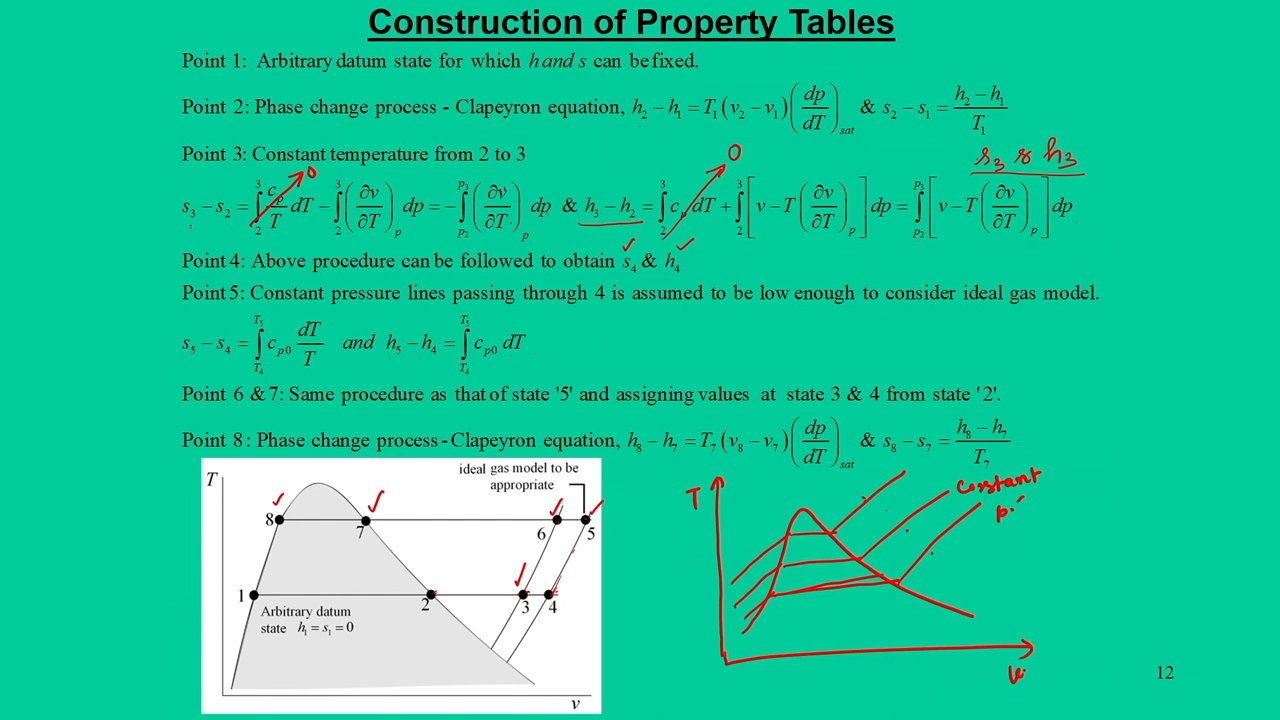 Construction of Property Tables
Point 1: Arbitrary datum state for which h and s can be fixed.
Point 2: Phase change process - Clapeyron equation, h₂ − h₁ = T₁(v₂ − v₁)(dp/dT)sat & s₂ − s₁ = (h₂ − h₁)/T₁
Point 3: Constant temperature from 2 to 3
0
0
s₃ & h₃
s₃ − s₂ = ∫₂³ (cp/T) dT − ∫₂³ (∂v/∂T)p dp = − ∫p₂^p₃ (∂v/∂T)p dp & h₃ − h₂ = ∫₂³ cp dT + ∫₂³ [v − T(∂v/∂T)p] dp = ∫p₂^p₃ [v − T(∂v/∂T)p] dp
Point 4: Above procedure can be followed to obtain s₄ & h₄
Point 5: Constant pressure lines passing through 4 is assumed to be low enough to consider ideal gas model.
s₅ − s₄ = ∫T₄^T₅ cp0 dT/T and h₅ − h₄ = ∫T₄^T₅ cp0 dT
Point 6 & 7: Same procedure as that of state '5' and assigning values at state 3 & 4 from state '2'.
Point 8: Phase change process - Clapeyron equation, h₈ − h₇ = T₇(v₈ − v₇)(dp/dT)sat & s₈ − s₇ = (h₈ − h₇)/T₇
T
ideal gas model to be
appropriate
8
7
6
5
1
2
3
4
Arbitrary datum
state h₁ = s₁ = 0
v
T
constant
p.
v
12